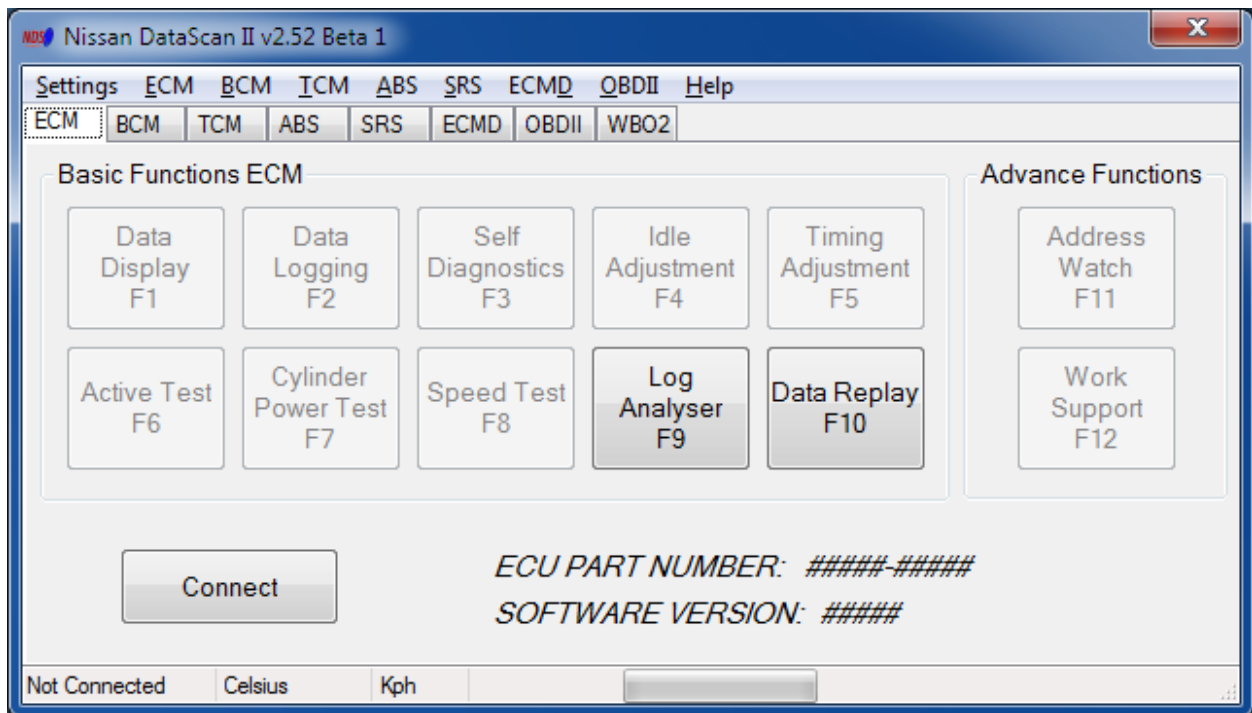 NDS Nissan DataScan II v2.52 Beta 1
x
Settings ECM BCM TCM ABS SRS ECMD OBDII Help
ECM BCM TCM ABS SRS ECMD OBDII WBO2
Basic Functions ECM
Data
Display
F1
Data
Logging
F2
Self
Diagnostics
F3
Idle
Adjustment
F4
Timing
Adjustment
F5
Active Test
F6
Cylinder
Power Test
F7
Speed Test
F8
Log
Analyser
F9
Data Replay
F10
Advance Functions
Address
Watch
F11
Work
Support
F12
Connect
ECU PART NUMBER: #####-#####
SOFTWARE VERSION: #####
Not Connected Celsius Kph